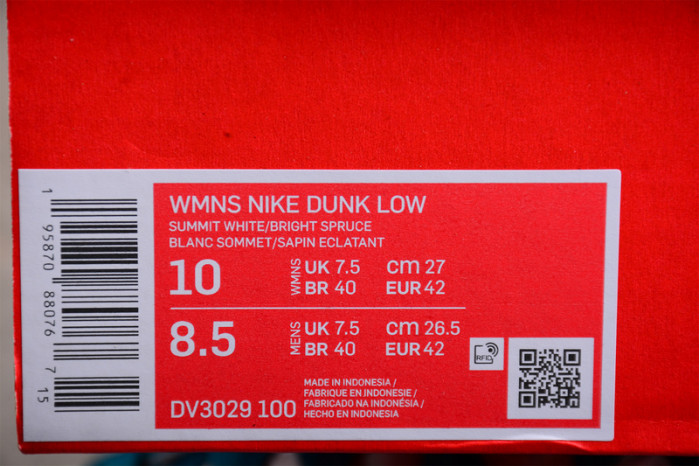 WMNS NIKE DUNK LOW
SUMMIT WHITE/BRIGHT SPRUCE
BLANC SOMMET/SAPIN ECLATANT
10 WMNS UK 7.5 cm 27
BR 40 EUR 42
8.5 MENS UK 7.5 cm 26.5
BR 40 EUR 42
RFID
DV3029 100
MADE IN INDONESIA /
FABRIQUE EN INDONESIE /
FABRICADO NA INDONÉSIA /
HECHO EN INDONESIA
1 95870 88076 7 15